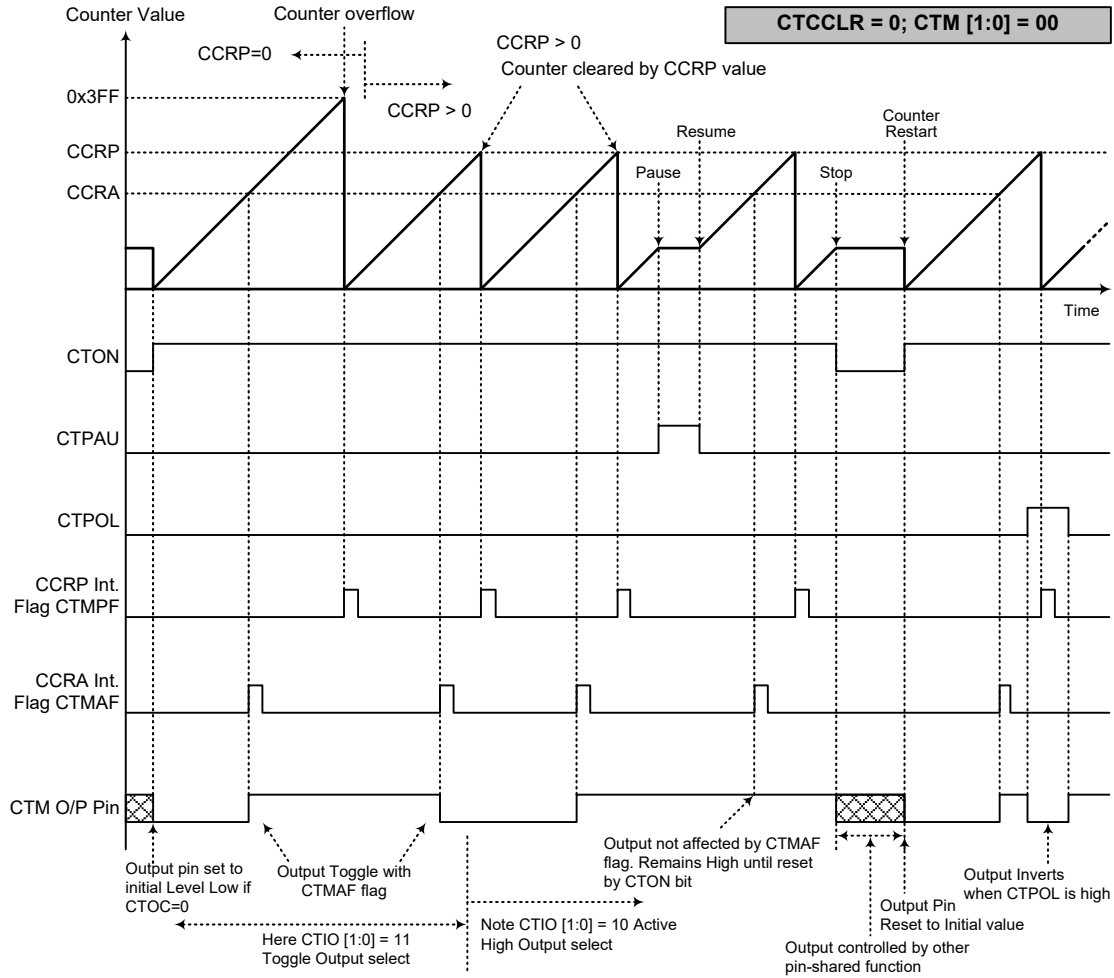 Counter Value
Counter overflow
CTCCLR = 0; CTM [1:0] = 00
CCRP=0
CCRP > 0
CCRP > 0
Counter cleared by CCRP value
0x3FF
CCRP
CCRA
Pause
Resume
Stop
Counter
Restart
Time
CTON
CTPAU
CTPOL
CCRP Int.
Flag CTMPF
CCRA Int.
Flag CTMAF
CTM O/P Pin
Output pin set to
initial Level Low if
CTOC=0
Output Toggle with
CTMAF flag
Output not affected by CTMAF
flag. Remains High until reset
by CTON bit
Output Inverts
when CTPOL is high
Output Pin
Reset to Initial value
Here CTIO [1:0] = 11
Toggle Output select
Note CTIO [1:0] = 10 Active
High Output select
Output controlled by other
pin-shared function